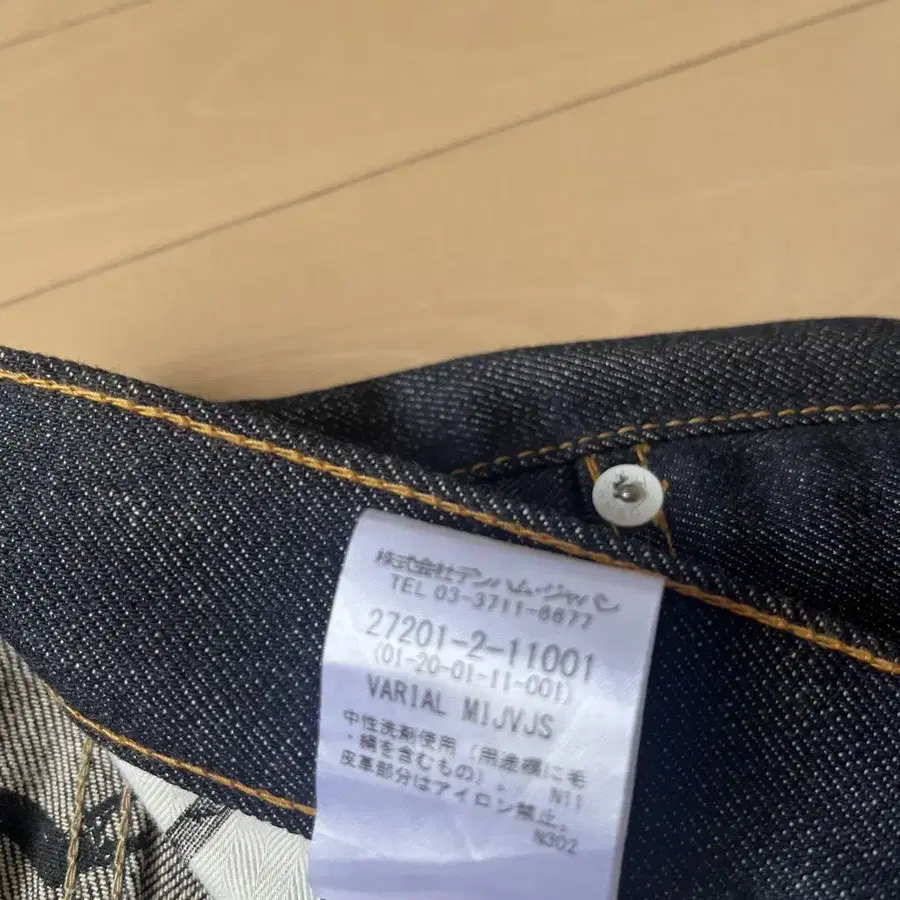 株式会社デンハム・ジャパン
TEL 03-3711-8677
27201-2-11001
(01-20-01-11-001)
VARIAL MIJVJS
中性洗剤使用(用途欄に毛
・絹を含むもの)。 N11
皮革部分はアイロン禁止。
N302